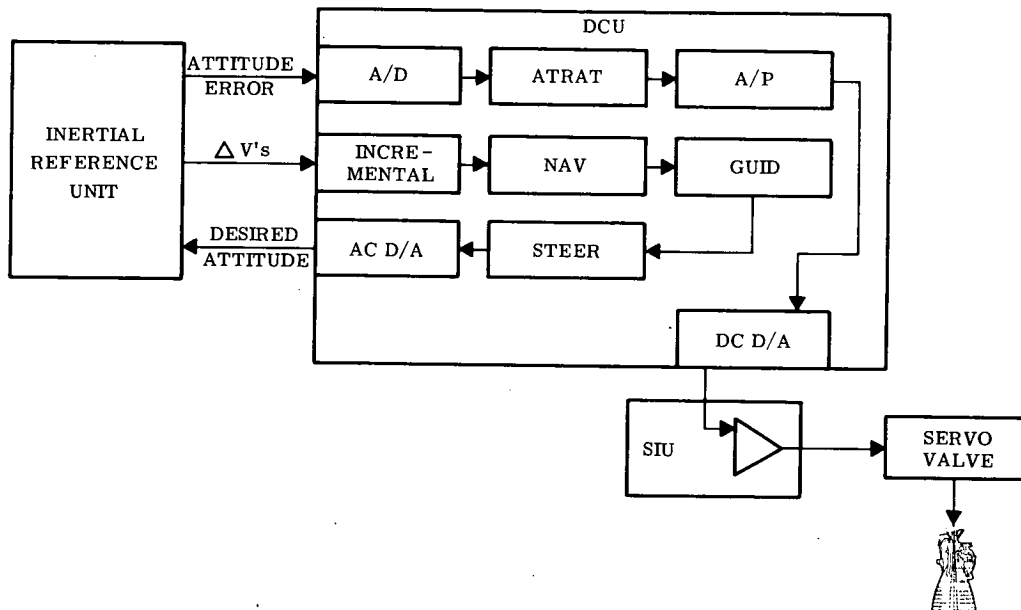 DCU
ATTITUDE
ERROR
A/D
ATRAT
A/P
INERTIAL
REFERENCE
UNIT
△ V's
INCRE-
MENTAL
NAV
GUID
DESIRED
ATTITUDE
AC D/A
STEER
DC D/A
SIU
SERVO
VALVE